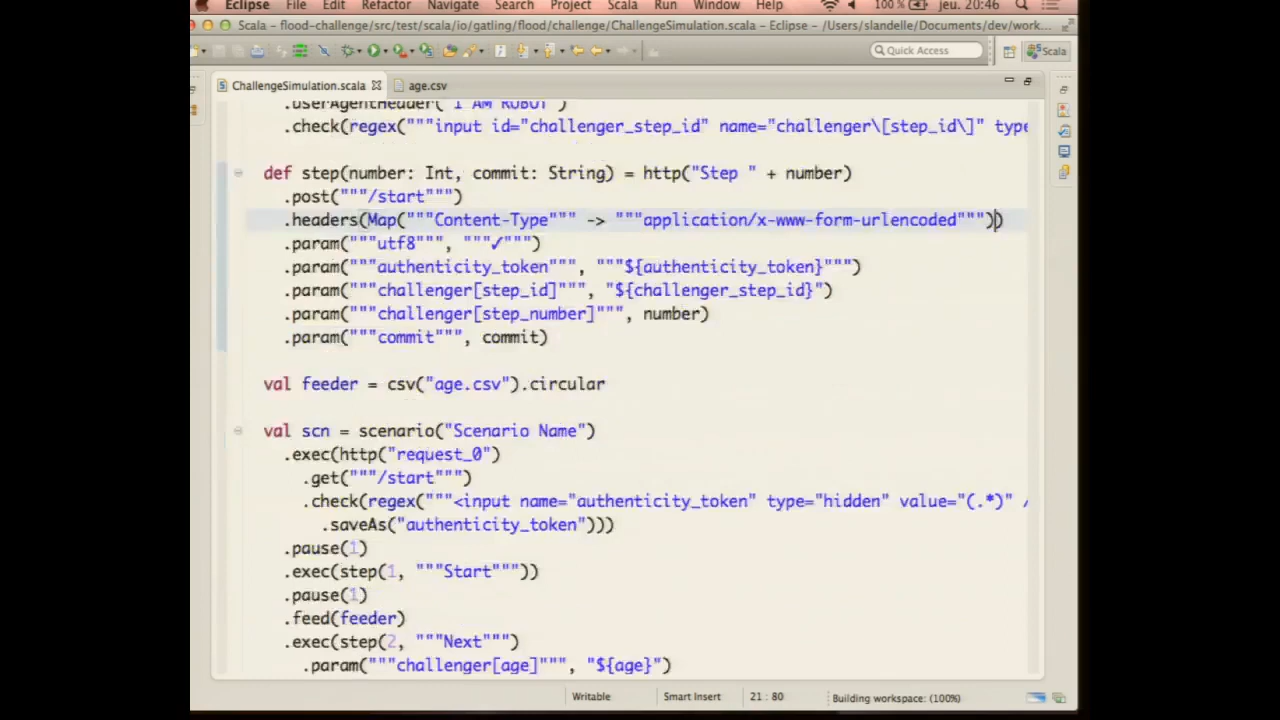 Eclipse File Edit Refactor Navigate Search Project Scala Run Window Help 100 % jeu. 20:46
Scala – flood-challenge/src/test/scala/io/gatling/flood/challenge/ChallengeSimulation.scala – Eclipse – /Users/slandelle/Documents/dev/work...
Quick Access Scala
ChallengeSimulation.scala age.csv
.userAgentHeader("I AM ROBOT")
.check(regex("""input id="challenger_step_id" name="challenger\[step_id\]" type
def step(number: Int, commit: String) = http("Step " + number)
.post("""/start""")
.headers(Map("""Content-Type""" -> """application/x-www-form-urlencoded"""))
.param("""utf8""", """✓""")
.param("""authenticity_token""", """${authenticity_token}""")
.param("""challenger[step_id]""", "${challenger_step_id}")
.param("""challenger[step_number]""", number)
.param("""commit""", commit)
val feeder = csv("age.csv").circular
val scn = scenario("Scenario Name")
.exec(http("request_0")
.get("""/start""")
.check(regex("""<input name="authenticity_token" type="hidden" value="(.*)" /
.saveAs("authenticity_token")))
.pause(1)
.exec(step(1, """Start"""))
.pause(1)
.feed(feeder)
.exec(step(2, """Next""")
.param("""challenger[age]""", "${age}")
Writable Smart Insert 21 : 80 Building workspace: (100%)